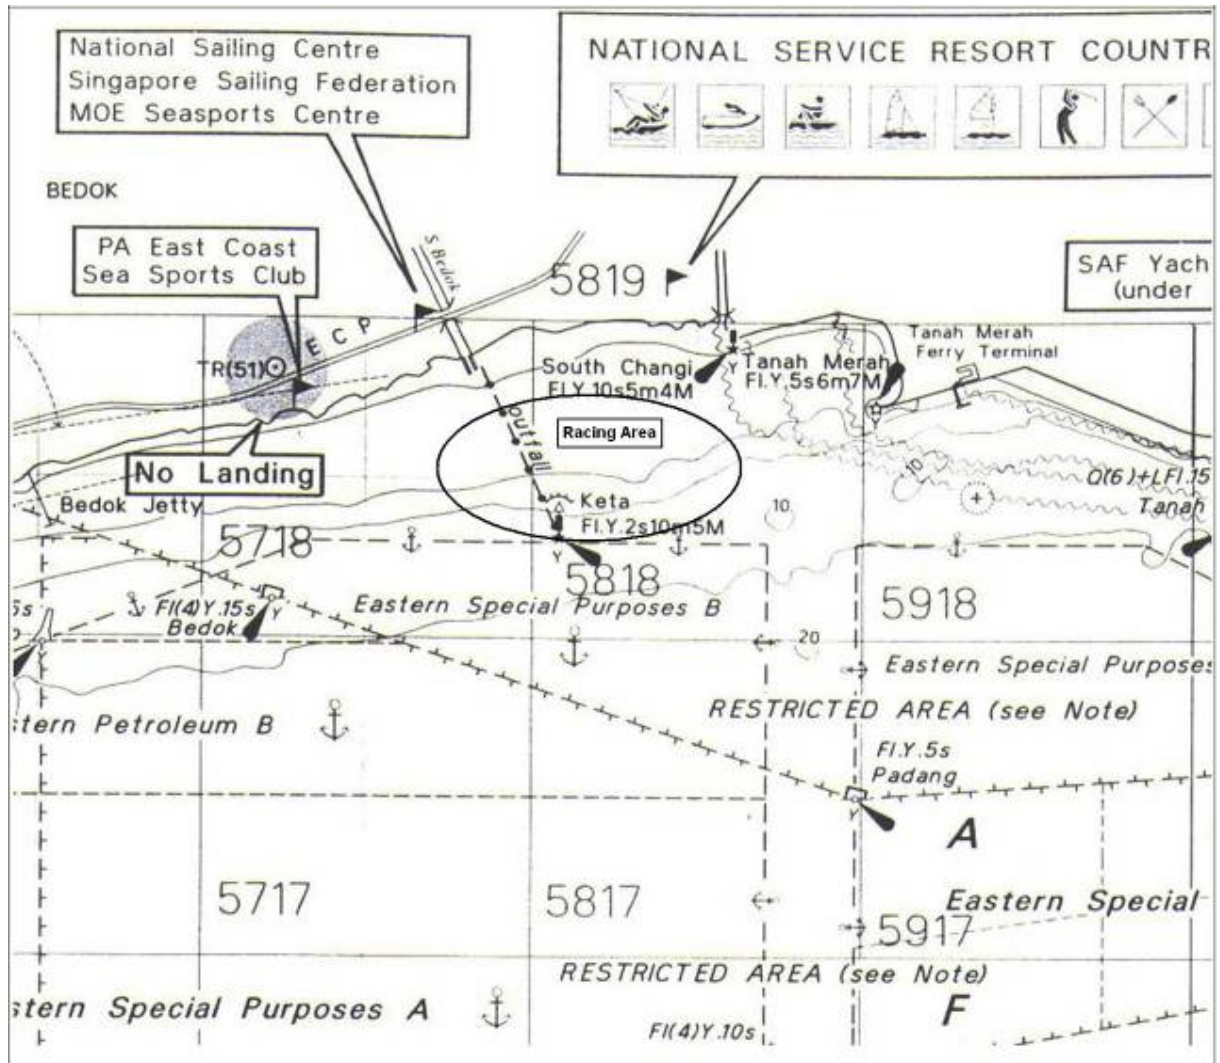 National Sailing Centre
Singapore Sailing Federation
MOE Seasports Centre
NATIONAL SERVICE RESORT COUNTR
BEDOK
PA East Coast
Sea Sports Club
S Bedok
5819
SAF Yach
(under
ECP
TR(51)
South Changi
Fl.Y.10s5m4M
Tanah Merah
Fl.Y.5s6m7M
Tanah Merah
Ferry Terminal
outfall
Racing Area
No Landing
Bedok Jetty
Keta
Fl.Y.2s10m5M
10
10
Q(6)+LFl.15
Tanah
5718
5818
5918
Fl(4)Y.15s
Bedok
Eastern Special Purposes B
20
Eastern Special Purposes
stern Petroleum B
RESTRICTED AREA (see Note)
Fl.Y.5s
Padang
A
5717
5817
Eastern Special
5917
RESTRICTED AREA (see Note)
stern Special Purposes A
F
Fl(4)Y.10s